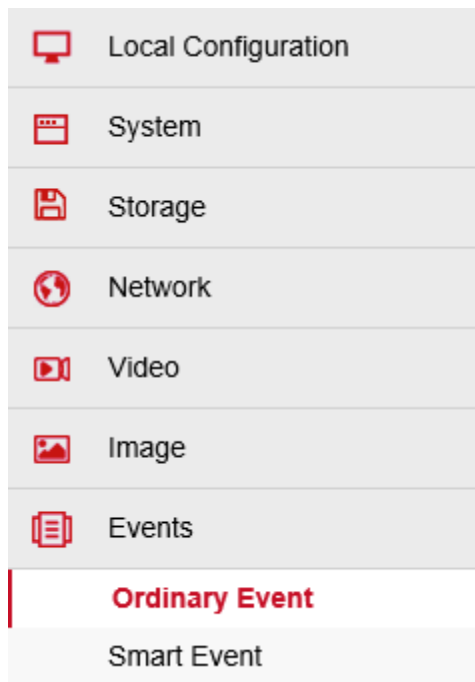 Local Configuration
System
Storage
Network
Video
Image
Events
Ordinary Event
Smart Event